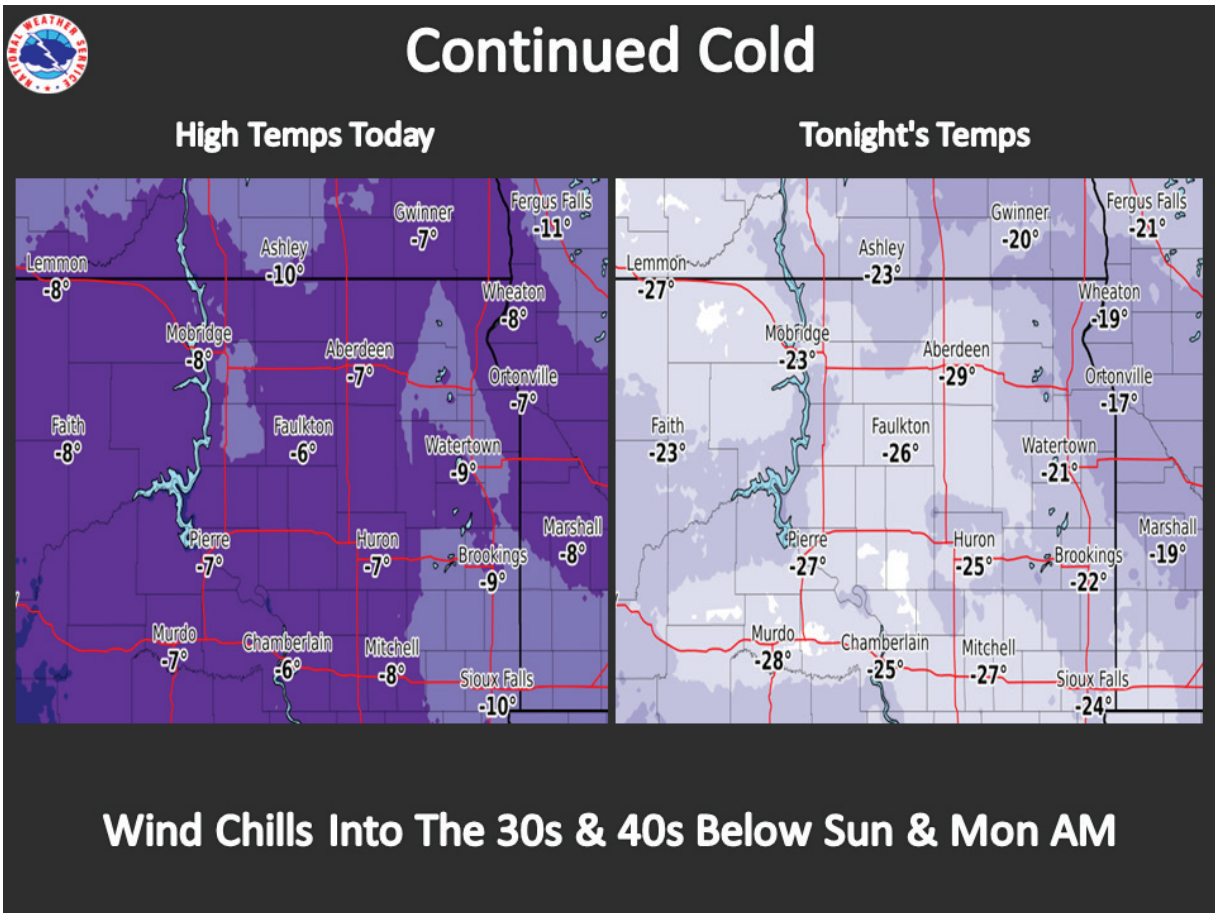 NATIONAL WEATHER SERVICE
Continued Cold
High Temps Today
Gwinner
-7°
Fergus Falls
-11°
Ashley
-10°
Lemmon
-8°
Wheaton
-8°
Mobridge
-8°
Aberdeen
-7°
Ortonville
-7°
Faith
-8°
Faulkton
-6°
Watertown
-9°
Marshall
-8°
Pierre
-7°
Huron
-7°
Brookings
-9°
Murdo
-7°
Chamberlain
-6°
Mitchell
-8°
Sioux Falls
-10°
Tonight's Temps
Gwinner
-20°
Fergus Falls
-21°
Ashley
-23°
Lemmon
-27°
Wheaton
-19°
Mobridge
-23°
Aberdeen
-29°
Ortonville
-17°
Faith
-23°
Faulkton
-26°
Watertown
-21°
Marshall
-19°
Pierre
-27°
Huron
-25°
Brookings
-22°
Murdo
-28°
Chamberlain
-25°
Mitchell
-27°
Sioux Falls
-24°
Wind Chills Into The 30s & 40s Below Sun & Mon AM